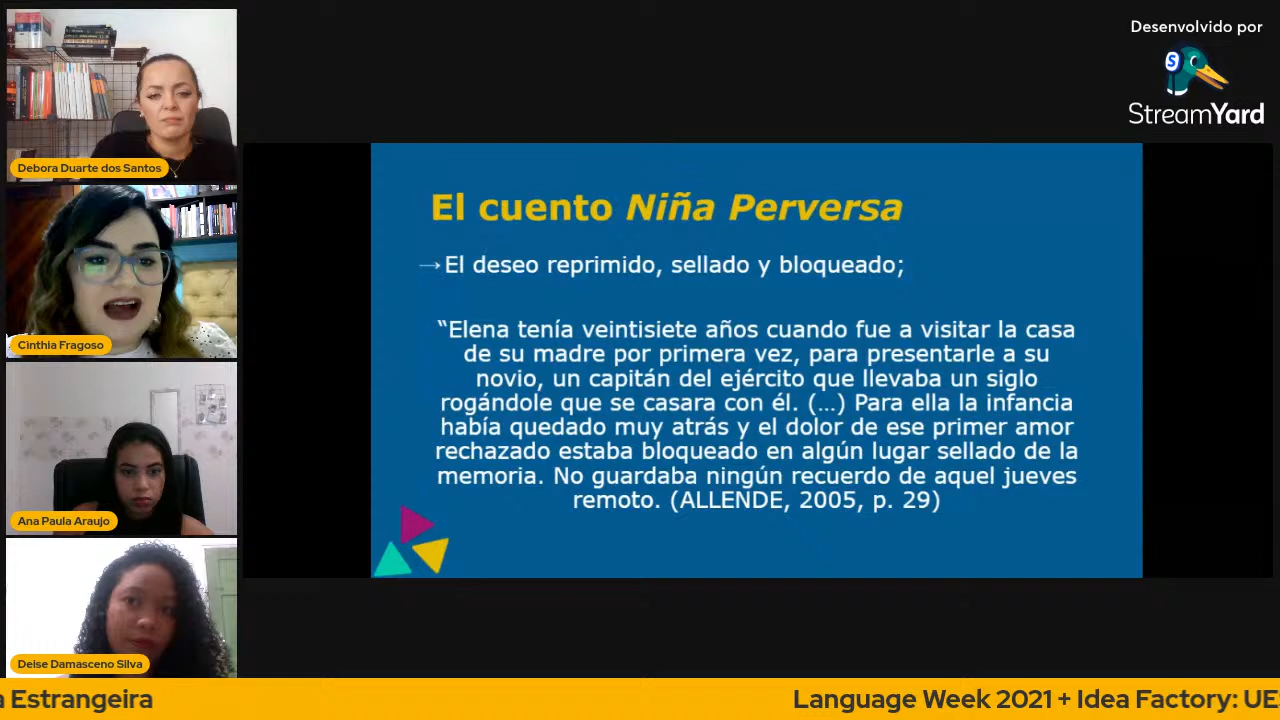 Desenvolvido por
StreamYard
Debora Duarte dos Santos
Cinthia Fragoso
Ana Paula Araujo
Deise Damasceno Silva
El cuento Niña Perversa
→El deseo reprimido, sellado y bloqueado;
“Elena tenía veintisiete años cuando fue a visitar la casa
de su madre por primera vez, para presentarle a su
novio, un capitán del ejército que llevaba un siglo
rogándole que se casara con él. (…) Para ella la infancia
había quedado muy atrás y el dolor de ese primer amor
rechazado estaba bloqueado en algún lugar sellado de la
memoria. No guardaba ningún recuerdo de aquel jueves
remoto. (ALLENDE, 2005, p. 29)
a Estrangeira
Language Week 2021 + Idea Factory: UE